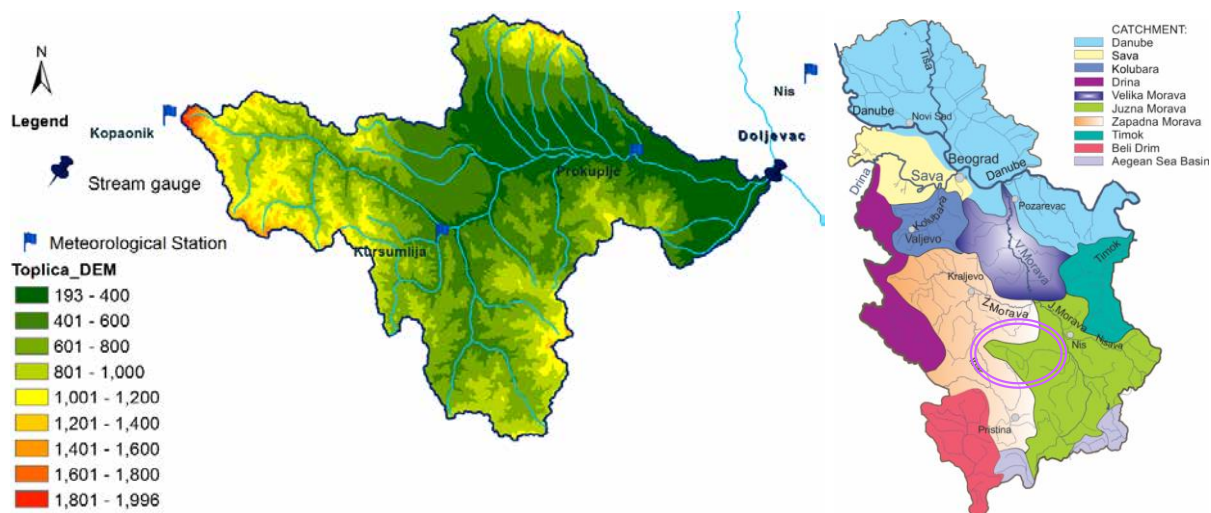 N
Legend
Stream gauge
Meteorological Station
Toplica_DEM
193 - 400
401 - 600
601 - 800
801 - 1,000
1,001 - 1,200
1,201 - 1,400
1,401 - 1,600
1,601 - 1,800
1,801 - 1,996
Kopaonik
Kursumlija
Prokuplje
Doljevac
Nis
CATCHMENT:
Danube
Sava
Kolubara
Drina
Velika Morava
Juzna Morava
Zapadna Morava
Timok
Beli Drim
Aegean Sea Basin
Tisa
Danube
Novi Sad
Beograd
Sava
Danube
Drina
Pozarevac
Kolubara
Valjevo
V.Morava
Timok
Kraljevo
Z.Morava
J.Morava
Nisava
Nis
Ibar
Pristina